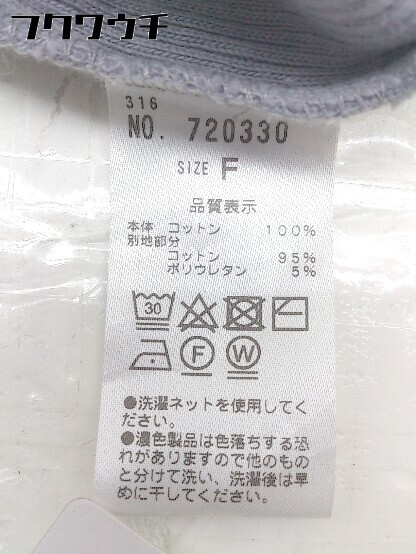 フクワウチ
316
NO. 720330
SIZE F
品質表示
本体 コットン 100%
別地部分
コットン 95%
ポリウレタン 5%
30
F W
●洗濯ネットを使用してく
ださい。
●濃色製品は色落ちする恐
れがありますので他のもの
と分けて洗い、洗濯後は早
めに干してください。